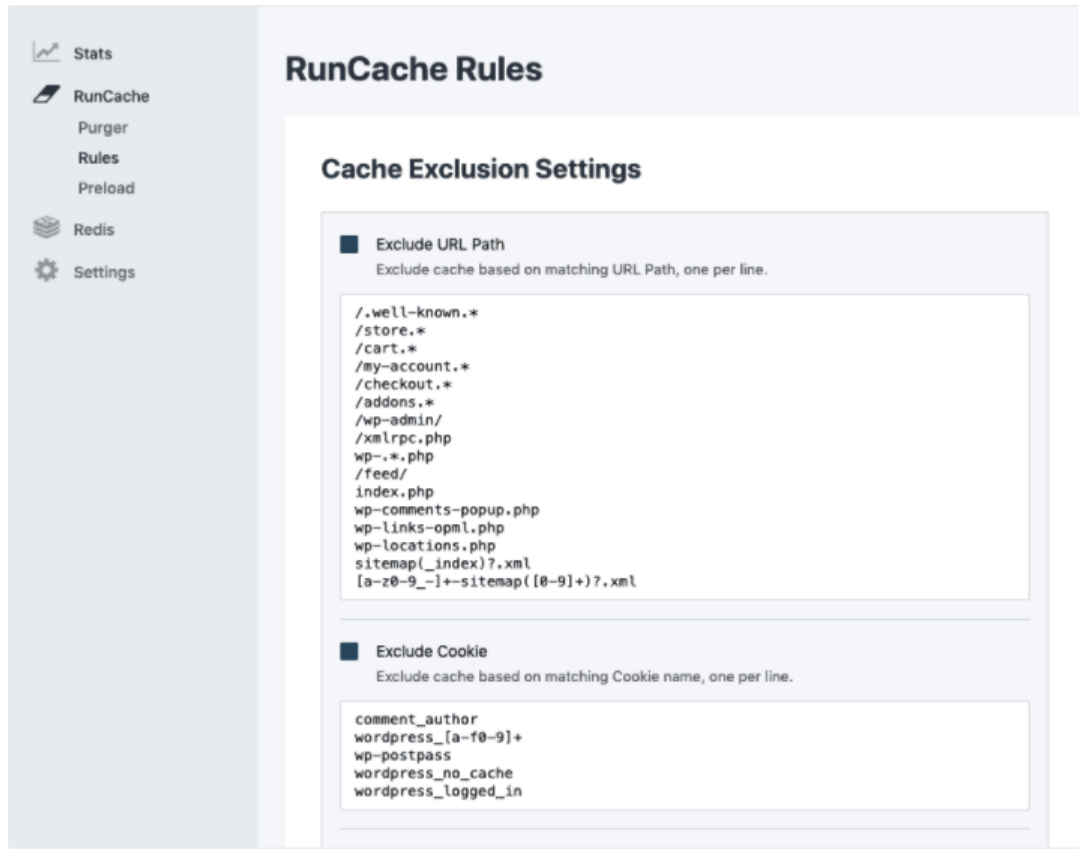 Stats
RunCache
Purger
Rules
Preload
Redis
Settings
RunCache Rules
Cache Exclusion Settings
Exclude URL Path
Exclude cache based on matching URL Path, one per line.
/.well-known.*
/store.*
/cart.*
/my-account.*
/checkout.*
/addons.*
/wp-admin/
/xmlrpc.php
wp-.*.php
/feed/
index.php
wp-comments-popup.php
wp-links-opml.php
wp-locations.php
sitemap(_index)?.xml
[a-z0-9_-]+-sitemap([0-9]+)?.xml
Exclude Cookie
Exclude cache based on matching Cookie name, one per line.
comment_author
wordpress_[a-f0-9]+
wp-postpass
wordpress_no_cache
wordpress_logged_in